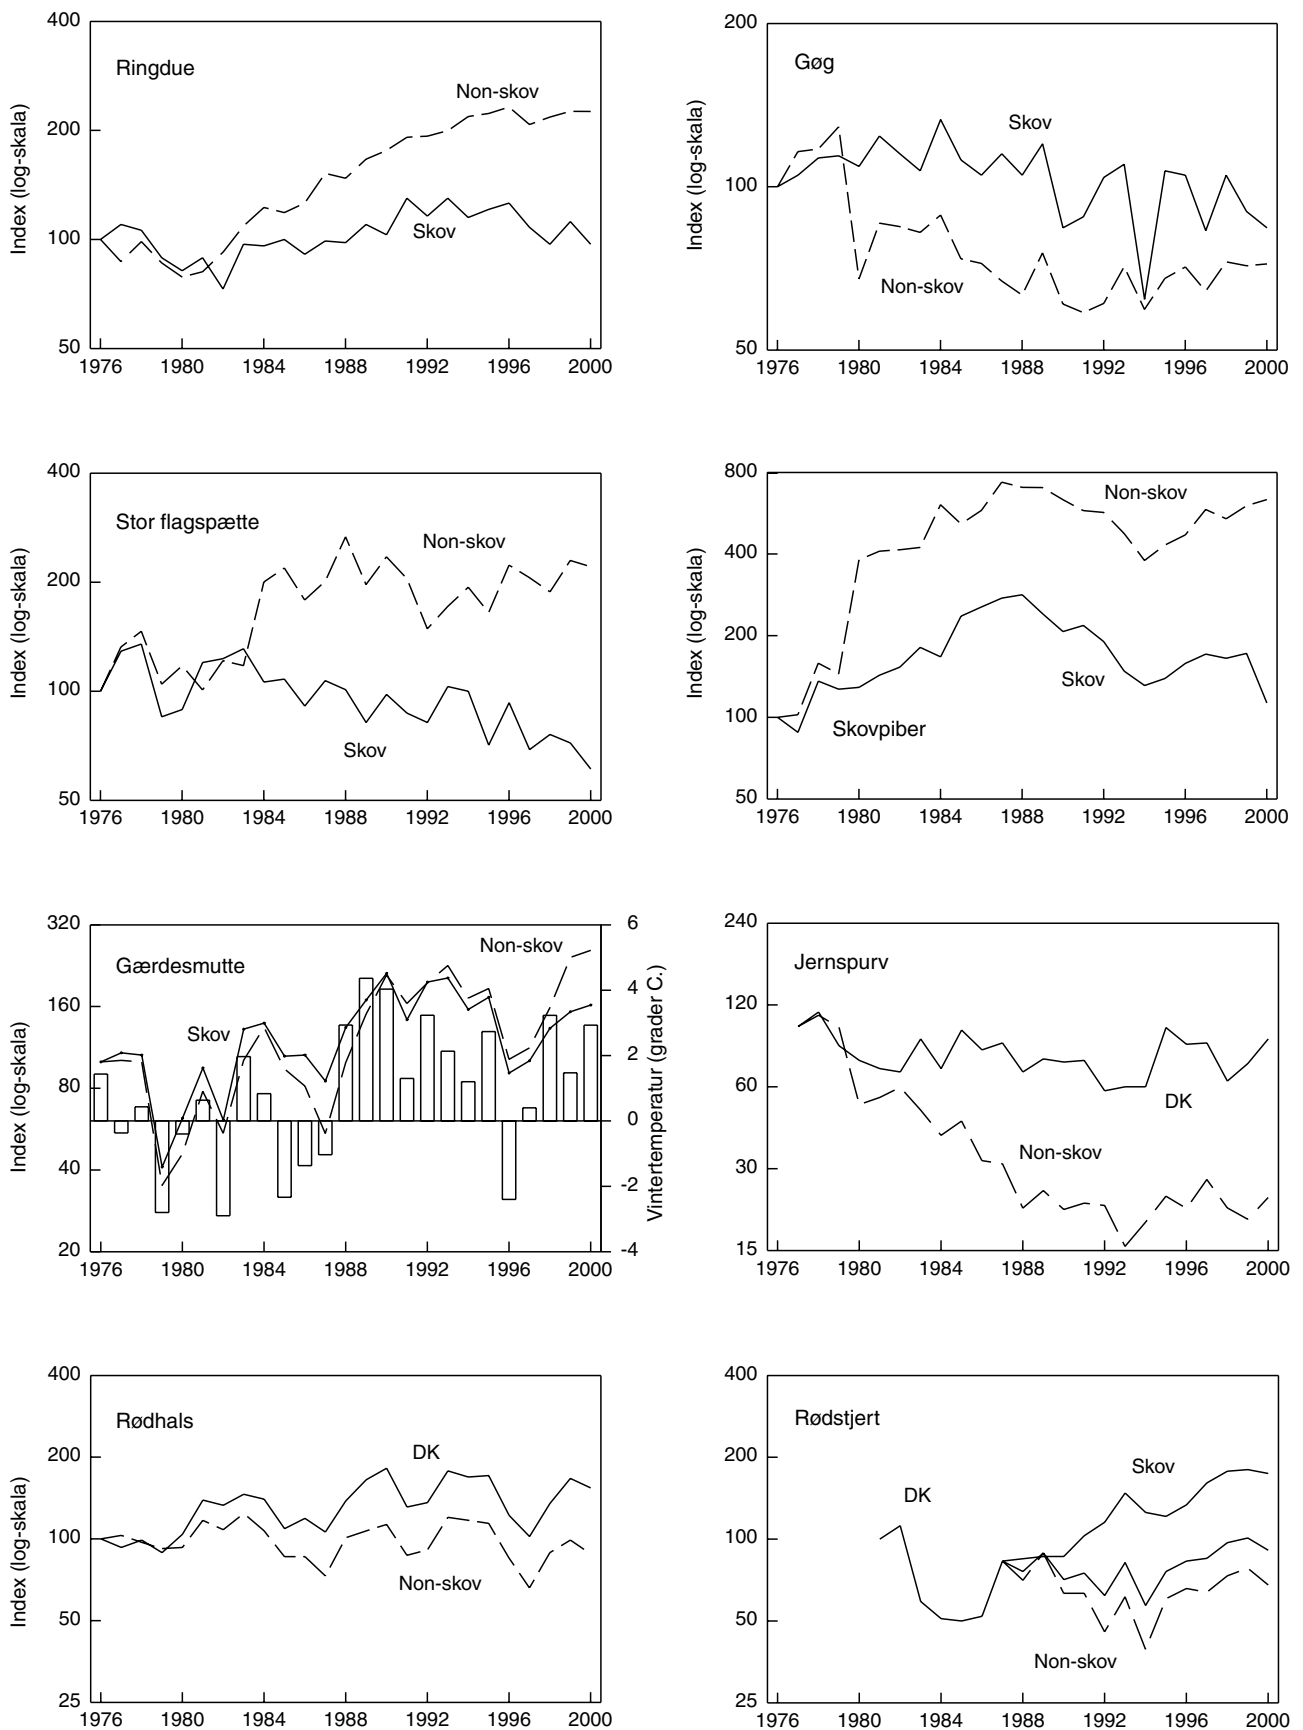 400
Ringdue
Non-skov
200
Index (log-skala)
100
Skov
50
1976 1980 1984 1988 1992 1996 2000
200
Gøg
Skov
Index (log-skala)
100
Non-skov
50
1976 1980 1984 1988 1992 1996 2000
400
Stor flagspætte
Non-skov
200
Index (log-skala)
100
Skov
50
1976 1980 1984 1988 1992 1996 2000
800
Non-skov
400
Index (log-skala)
200
Skov
100
Skovpiber
50
1976 1980 1984 1988 1992 1996 2000
320 6
Non-skov
Gærdesmutte
160 4
Skov
Index (log-skala)
2
80
0
Vintertemperatur (grader C.)
40
-2
20 -4
1976 1980 1984 1988 1992 1996 2000
240
Jernspurv
120
60
DK
Non-skov
30
15
1976 1980 1984 1988 1992 1996 2000
400
Rødhals
DK
200
Index (log-skala)
100
Non-skov
50
25
1976 1980 1984 1988 1992 1996 2000
400
Rødstjert
200
Skov
DK
100
50
Non-skov
25
1976 1980 1984 1988 1992 1996 2000